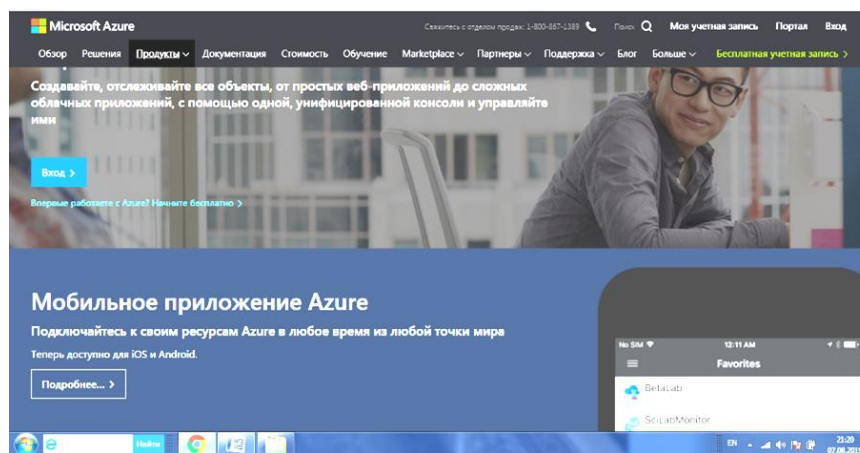 Microsoft Azure
Свяжитесь с отделом продаж: 1-800-867-1389
Поиск
Моя учетная запись
Портал
Вход
Обзор
Решения
Продукты
Документация
Стоимость
Обучение
Marketplace
Партнеры
Поддержка
Блог
Больше
Бесплатная учетная запись >
Создавайте, отслеживайте все объекты, от простых веб-приложений до сложных
облачных приложений, с помощью одной, унифицированной консоли и управляйте
ими
Вход >
Впервые работаете с Azure? Начните бесплатно >
Мобильное приложение Azure
Подключайтесь к своим ресурсам Azure в любое время из любой точки мира
Теперь доступно для iOS и Android.
Подробнее... >
No SIM
12:11 AM
Favorites
BetaLab
SciLabMonitor
Найти
EN
21:20